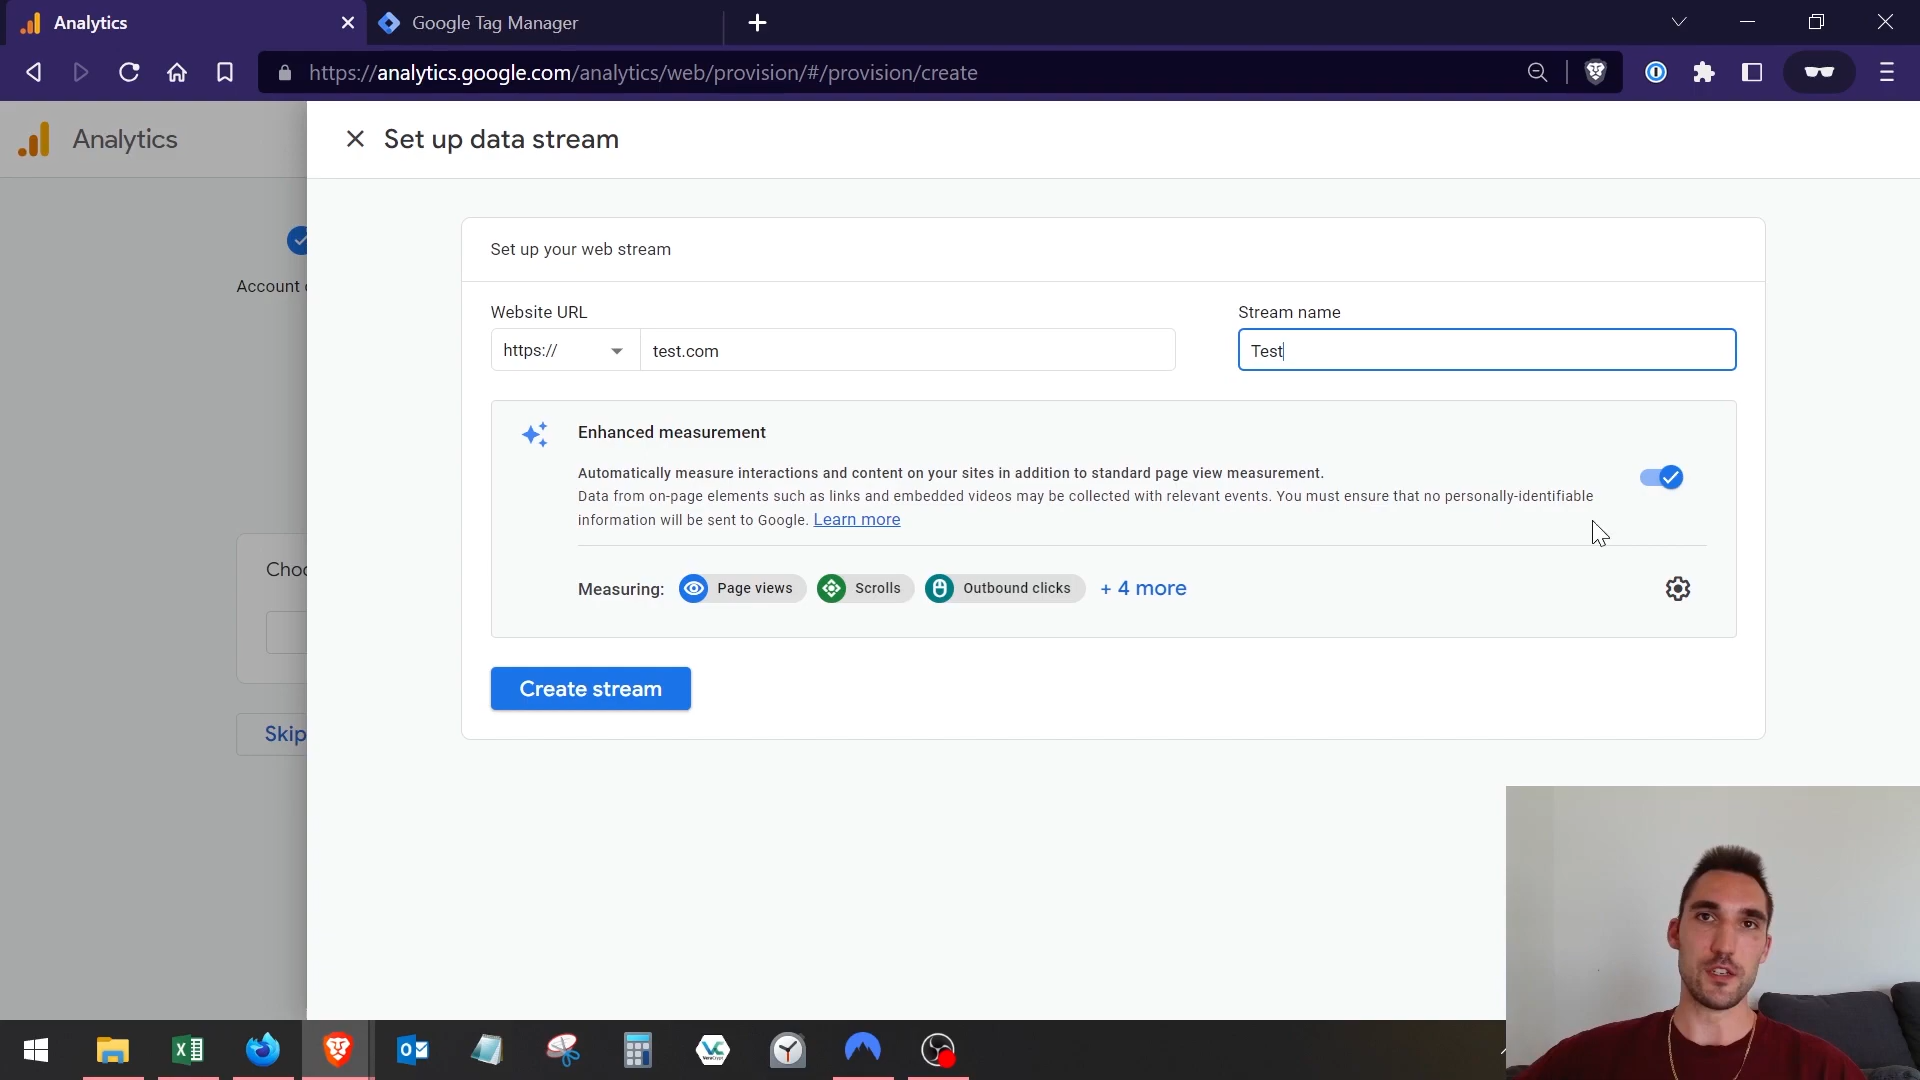 Analytics
Google Tag Manager
https://analytics.google.com/analytics/web/provision/#/provision/create
Analytics
Set up data stream
Account
Set up your web stream
Website URL
Stream name
https://
test.com
Test
Enhanced measurement
Automatically measure interactions and content on your sites in addition to standard page view measurement.
Data from on-page elements such as links and embedded videos may be collected with relevant events. You must ensure that no personally-identifiable
information will be sent to Google. Learn more
Choo
Measuring: Page views Scrolls Outbound clicks + 4 more
Create stream
Skip